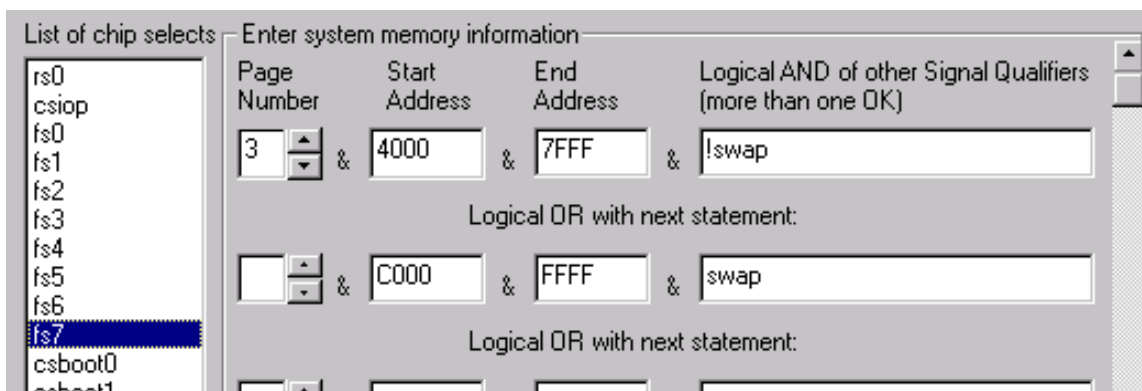 List of chip selects
rs0
csiop
fs0
fs1
fs2
fs3
fs4
fs5
fs6
fs7
csboot0
Enter system memory information
Page Number
Start Address
End Address
Logical AND of other Signal Qualifiers (more than one OK)
3 & 4000 & 7FFF & !swap
Logical OR with next statement:
& C000 & FFFF & swap
Logical OR with next statement: